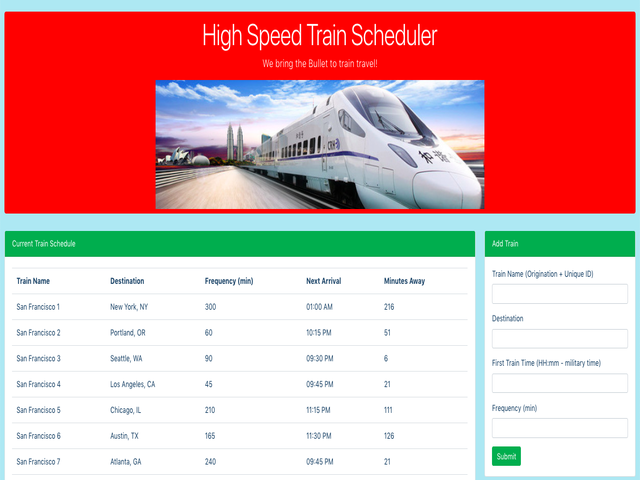 High Speed Train Scheduler
We bring the Bullet to train travel!
和谐号
CRH
和谐
Current Train Schedule
Train Name Destination Frequency (min) Next Arrival Minutes Away
San Francisco 1 New York, NY 300 01:00 AM 216
San Francisco 2 Portland, OR 60 10:15 PM 51
San Francisco 3 Seattle, WA 90 09:30 PM 6
San Francisco 4 Los Angeles, CA 45 09:45 PM 21
San Francisco 5 Chicago, IL 210 11:15 PM 111
San Francisco 6 Austin, TX 165 11:30 PM 126
San Francisco 7 Atlanta, GA 240 09:45 PM 21
Add Train
Train Name (Origination + Unique ID)
Destination
First Train Time (HH:mm - military time)
Frequency (min)
Submit